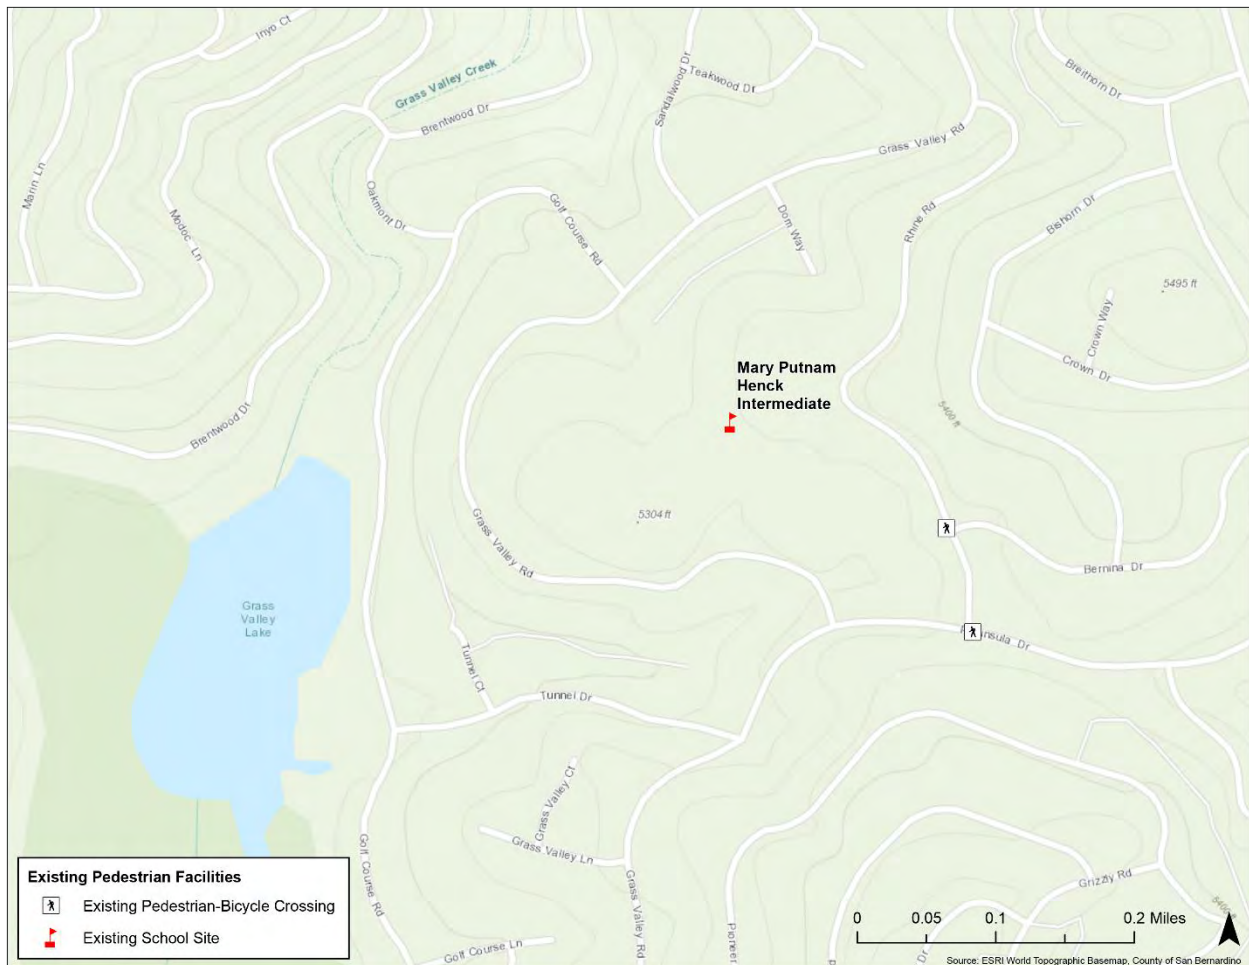 Inyo Ct
Grass Valley Creek
Brentwood Dr
Sandalwood Dr
Teakwood Dr
Breithorn Dr
Grass Valley Rd
Marin Ln
Modoc Ln
Oakmont Dr
Golf Course Rd
Dorn Way
Rhine Rd
Bishorn Dr
5495 ft
Crown Way
Crown Dr
Mary Putnam
Henck
Intermediate
Brentwood Dr
5400 ft
5304 ft
Grass Valley Rd
Bernina Dr
Grass
Valley
Lake
Tunnel Ct
Tunnel Dr
Grass Valley Ct
Grass Valley Ln
Golf Course Rd
Grass Valley Rd
Pioneer
Grizzly Rd
5400 ft
Dr
Golf Course Ln
Existing Pedestrian Facilities
Existing Pedestrian-Bicycle Crossing
Existing School Site
0 0.05 0.1 0.2 Miles
Source: ESRI World Topographic Basemap, County of San Bernardino